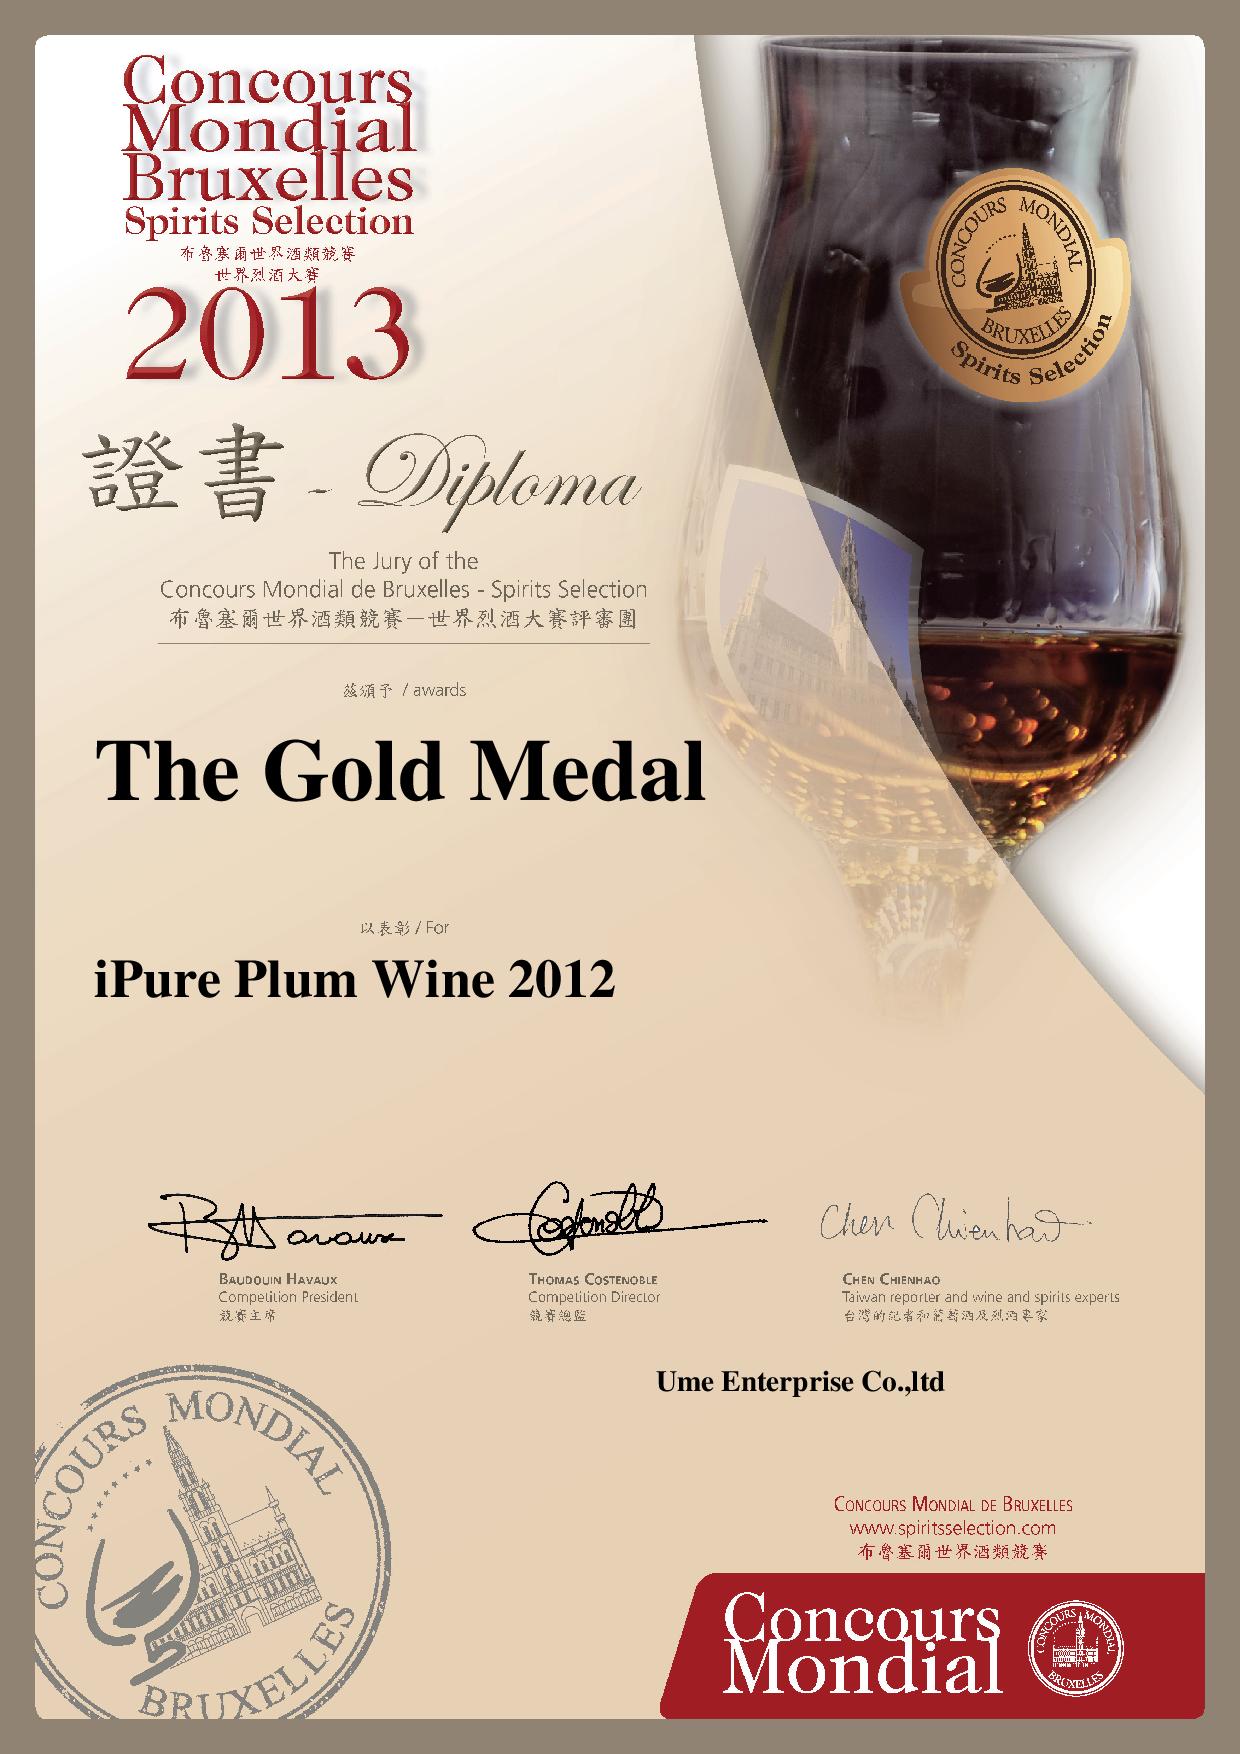 Concours
Mondial
Bruxelles
Spirits Selection
布魯塞爾世界酒類競賽
世界烈酒大賽
2013
CONCOURS MONDIAL
BRUXELLES
Spirits Selection
證書 - Diploma
The Jury of the
Concours Mondial de Bruxelles - Spirits Selection
布魯塞爾世界酒類競賽－世界烈酒大賽評審團
茲頒予 / awards
The Gold Medal
以表彰 / For
iPure Plum Wine 2012
Chen Chienhao
BAUDOUIN HAVAUX
Competition President
競賽主席
THOMAS COSTENOBLE
Competition Director
競賽總監
CHEN CHIENHAO
Taiwan reporter and wine and spirits experts
台灣的記者和葡萄酒及烈酒專家
Ume Enterprise Co.,ltd
CONCOURS MONDIAL
BRUXELLES
CONCOURS MONDIAL DE BRUXELLES
www.spiritsselection.com
布魯塞爾世界酒類競賽
Concours
Mondial
CONCOURS MONDIAL
BRUXELLES